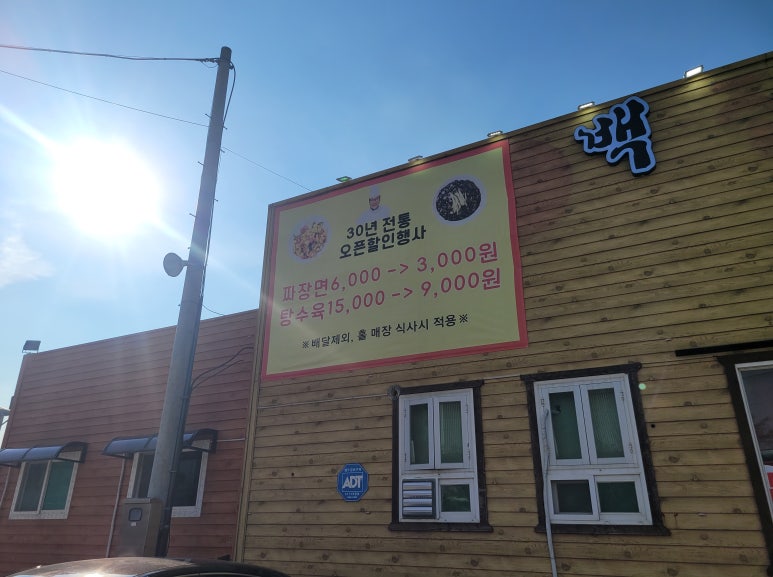 백
30년 전통
오픈할인행사
짜장면6,000 -> 3,000원
탕수육15,000 -> 9,000원
※배달제외, 홀 매장 식사시 적용※
ADT